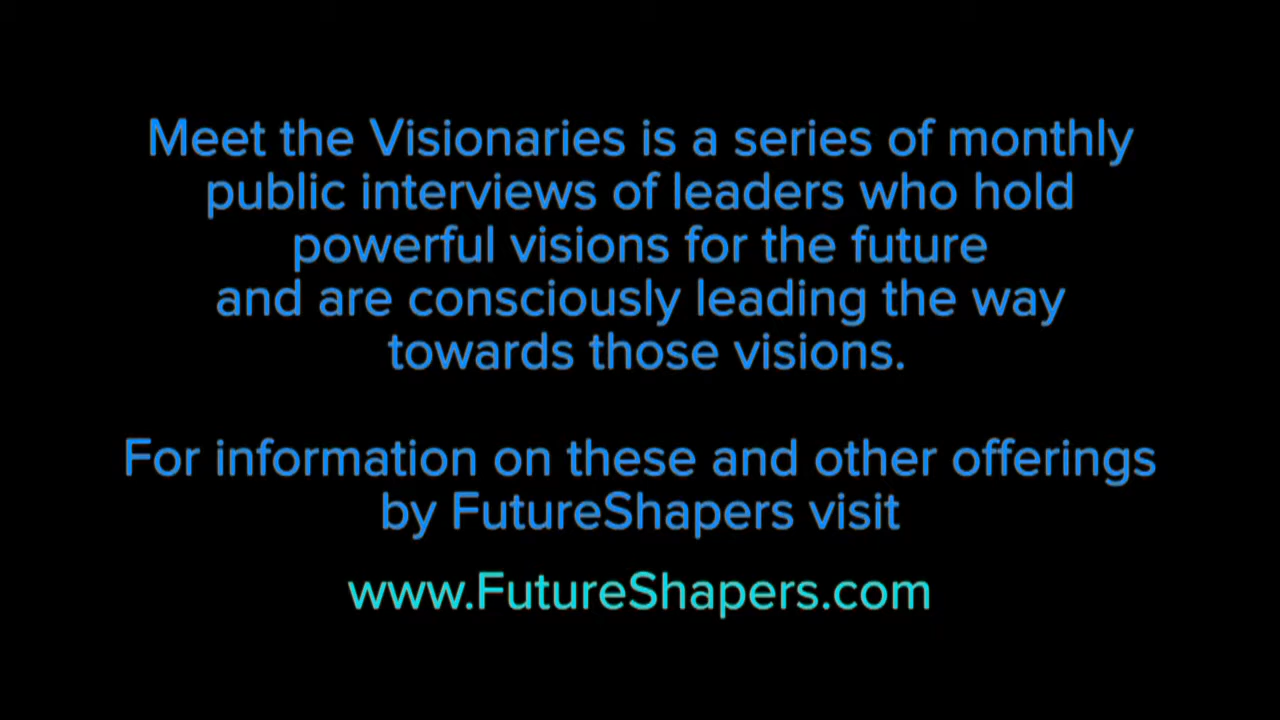 Meet the Visionaries is a series of monthly
public interviews of leaders who hold
powerful visions for the future
and are consciously leading the way
towards those visions.
For information on these and other offerings
by FutureShapers visit
www.FutureShapers.com